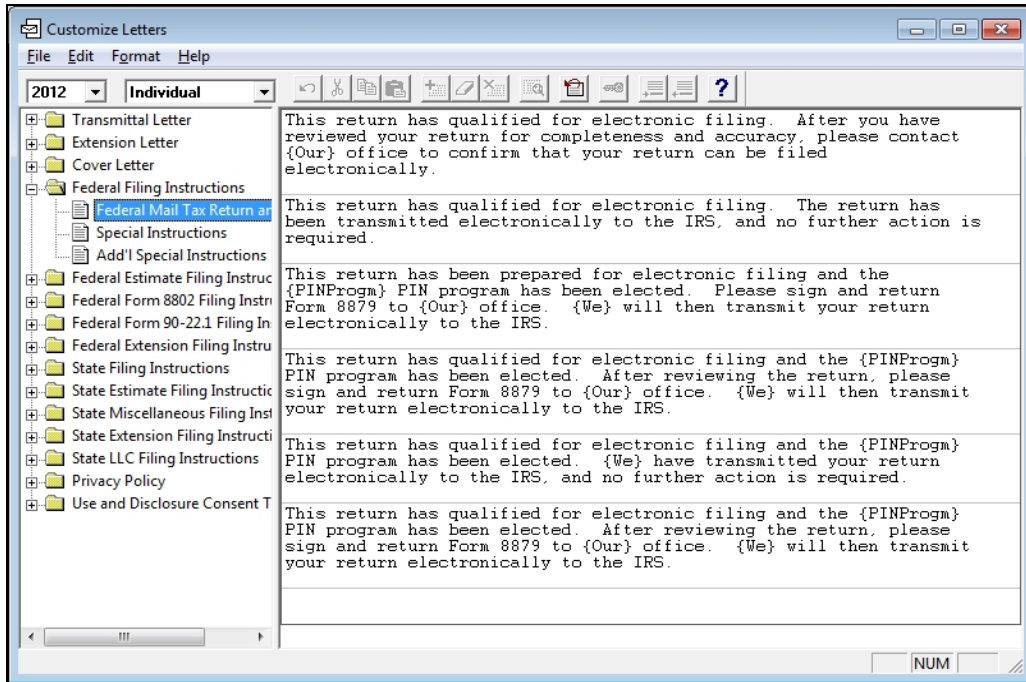 Customize Letters
File Edit Format Help
2012 Individual
Transmittal Letter
Extension Letter
Cover Letter
Federal Filing Instructions
Federal Mail Tax Return ar
Special Instructions
Add'l Special Instructions
Federal Estimate Filing Instruc
Federal Form 8802 Filing Instru
Federal Form 90-22.1 Filing In
Federal Extension Filing Instru
State Filing Instructions
State Estimate Filing Instructic
State Miscellaneous Filing Inst
State Extension Filing Instructi
State LLC Filing Instructions
Privacy Policy
Use and Disclosure Consent T
This return has qualified for electronic filing. After you have
reviewed your return for completeness and accuracy, please contact
{Our} office to confirm that your return can be filed
electronically.
This return has qualified for electronic filing. The return has
been transmitted electronically to the IRS, and no further action is
required.
This return has been prepared for electronic filing and the
{PINProgm} PIN program has been elected. Please sign and return
Form 8879 to {Our} office. {We} will then transmit your return
electronically to the IRS.
This return has qualified for electronic filing and the {PINProgm}
PIN program has been elected. After reviewing the return, please
sign and return Form 8879 to {Our} office. {We} will then transmit
your return electronically to the IRS.
This return has qualified for electronic filing and the {PINProgm}
PIN program has been elected. {We} have transmitted your return
electronically to the IRS, and no further action is required.
This return has qualified for electronic filing and the {PINProgm}
PIN program has been elected. After reviewing the return, please
sign and return Form 8879 to {Our} office. {We} will then transmit
your return electronically to the IRS.
NUM